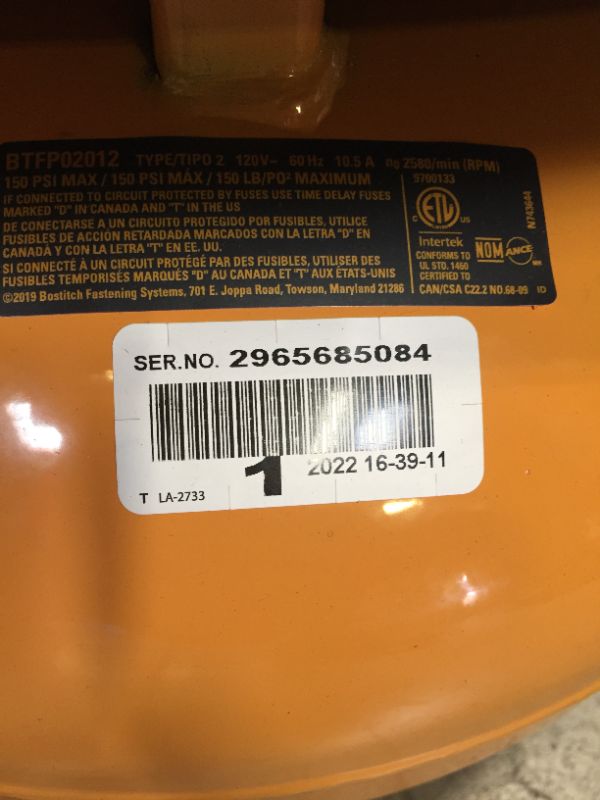 BTFP02012 TYPE/TIPO 2 120V~ 60 Hz 10.5 A n₀ 2580/min (RPM)
150 PSI MAX / 150 PSI MÁX / 150 LB/PO² MAXIMUM
IF CONNECTED TO CIRCUIT PROTECTED BY FUSES USE TIME DELAY FUSES
MARKED "D" IN CANADA AND "T" IN THE US
DE CONECTARSE A UN CIRCUITO PROTEGIDO POR FUSIBLES, UTILICE
FUSIBLES DE ACCIÓN RETARDADA MARCADOS CON LA LETRA "D" EN
CANADÁ Y CON LA LETRA "T" EN EE. UU.
SI CONNECTÉ À UN CIRCUIT PROTÉGÉ PAR DES FUSIBLES, UTILISER DES
FUSIBLES TEMPORISÉS MARQUÉS "D" AU CANADA ET "T" AUX ÉTATS-UNIS
©2019 Bostitch Fastening Systems, 701 E. Joppa Road, Towson, Maryland 21286
9700133
C ETL US
Intertek
CONFORMS TO
UL STD. 1450
CERTIFIED TO
CAN/CSA C22.2 NO.68-09 ID
NOM ANCE
N743644
SER.NO. 2965685084
1 2022 16-39-11
T LA-2733